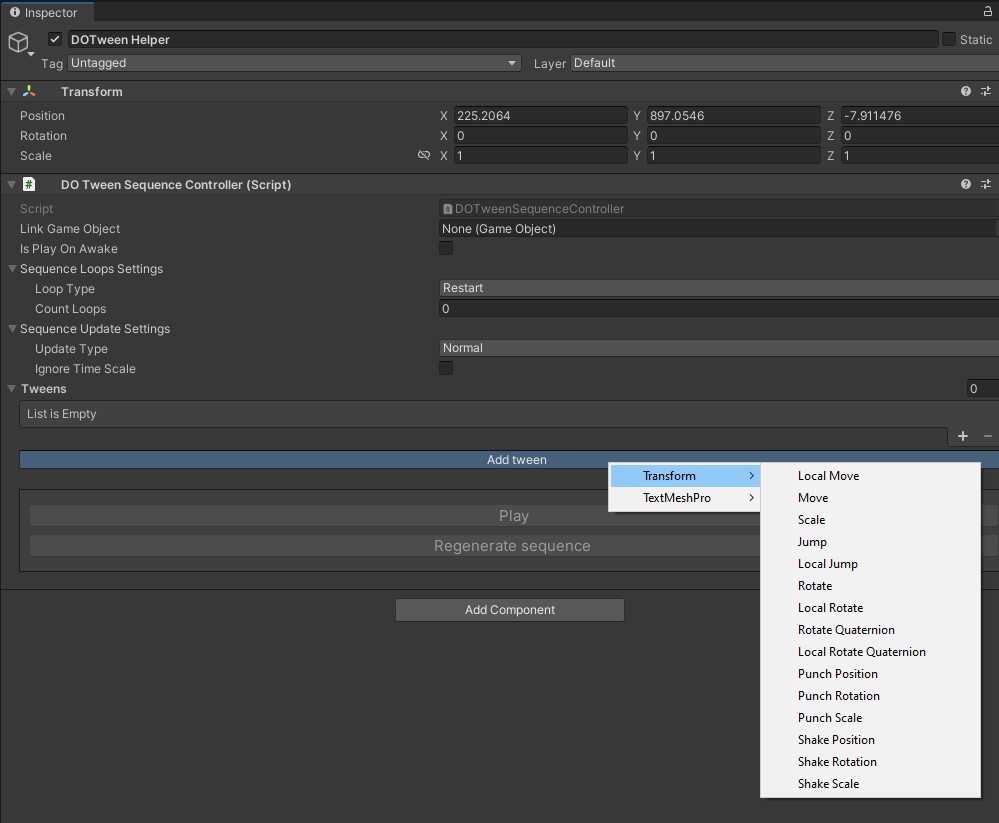 Inspector
DOTween Helper
Static
Tag Untagged Layer Default
Transform
Position X 225.2064 Y 897.0546 Z -7.911476
Rotation X 0 Y 0 Z 0
Scale X 1 Y 1 Z 1
# DO Tween Sequence Controller (Script)
Script DOTweenSequenceController
Link Game Object None (Game Object)
Is Play On Awake
Sequence Loops Settings
Loop Type Restart
Count Loops 0
Sequence Update Settings
Update Type Normal
Ignore Time Scale
Tweens 0
List is Empty
+ −
Add tween
Transform >
TextMeshPro >
Local Move
Move
Scale
Jump
Local Jump
Rotate
Local Rotate
Rotate Quaternion
Local Rotate Quaternion
Punch Position
Punch Rotation
Punch Scale
Shake Position
Shake Rotation
Shake Scale
Play
Regenerate sequence
Add Component